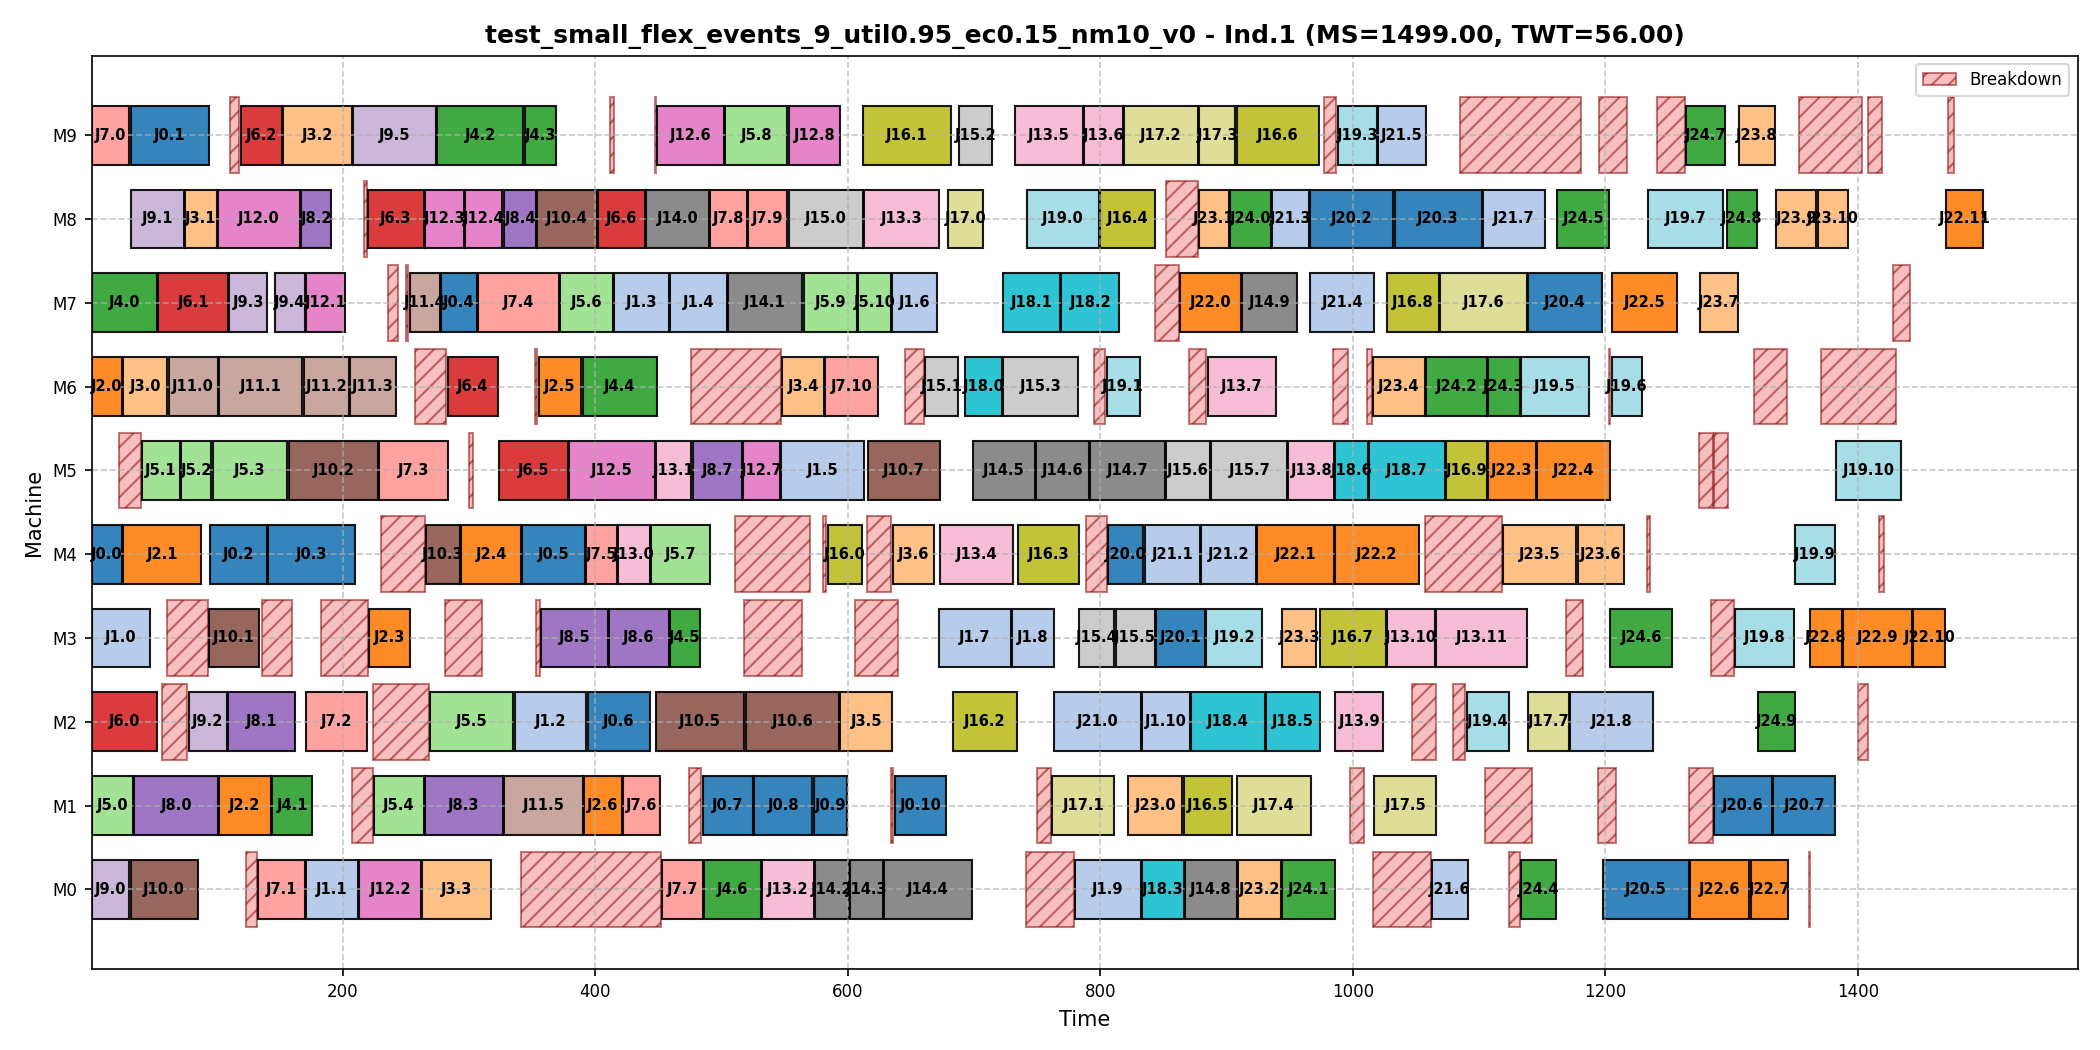 test_small_flex_events_9_util0.95_ec0.15_nm10_v0 - Ind.1 (MS=1499.00, TWT=56.00)
Breakdown
M9 J7.0 J0.1 J6.2 J3.2 J9.5 J4.2 J4.3 J12.6 J5.8 J12.8 J16.1 J15.2 J13.5 J13.6 J17.2 J17.3 J16.6 J19.3 J21.5 J24.7 J23.8
M8 J9.1 J3.1 J12.0 J8.2 J6.3 J12.3 J12.4 J8.4 J10.4 J6.6 J14.0 J7.8 J7.9 J15.0 J13.3 J17.0 J19.0 J16.4 J23.1 J24.0 J21.3 J20.2 J20.3 J21.7 J24.5 J19.7 J24.8 J23.9 J23.10 J22.11
M7 J4.0 J6.1 J9.3 J9.4 J12.1 J11.4 J0.4 J7.4 J5.6 J1.3 J1.4 J14.1 J5.9 J5.10 J1.6 J18.1 J18.2 J22.0 J14.9 J21.4 J16.8 J17.6 J20.4 J22.5 J23.7
M6 J2.0 J3.0 J11.0 J11.1 J11.2 J11.3 J6.4 J2.5 J4.4 J3.4 J7.10 J15.1 J18.0 J15.3 J19.1 J13.7 J23.4 J24.2 J24.3 J19.5 J19.6
M5 J5.1 J5.2 J5.3 J10.2 J7.3 J6.5 J12.5 J13.1 J8.7 J12.7 J1.5 J10.7 J14.5 J14.6 J14.7 J15.6 J15.7 J13.8 J18.6 J18.7 J16.9 J22.3 J22.4 J19.10
M4 J0.0 J2.1 J0.2 J0.3 J10.3 J2.4 J0.5 J7.5 J13.0 J5.7 J16.0 J3.6 J13.4 J16.3 J20.0 J21.1 J21.2 J22.1 J22.2 J23.5 J23.6 J19.9
M3 J1.0 J10.1 J2.3 J8.5 J8.6 J4.5 J1.7 J1.8 J15.4 J15.5 J20.1 J19.2 J23.3 J16.7 J13.10 J13.11 J24.6 J19.8 J22.8 J22.9 J22.10
M2 J6.0 J9.2 J8.1 J7.2 J5.5 J1.2 J0.6 J10.5 J10.6 J3.5 J16.2 J21.0 J1.10 J18.4 J18.5 J13.9 J19.4 J17.7 J21.8 J24.9
M1 J5.0 J8.0 J2.2 J4.1 J5.4 J8.3 J11.5 J2.6 J7.6 J0.7 J0.8 J0.9 J0.10 J17.1 J23.0 J16.5 J17.4 J17.5 J20.6 J20.7
M0 J9.0 J10.0 J7.1 J1.1 J12.2 J3.3 J7.7 J4.6 J13.2 J14.2 J14.3 J14.4 J1.9 J18.3 J14.8 J23.2 J24.1 J21.6 J24.4 J20.5 J22.6 J22.7
200 400 600 800 1000 1200 1400
Time
Machine